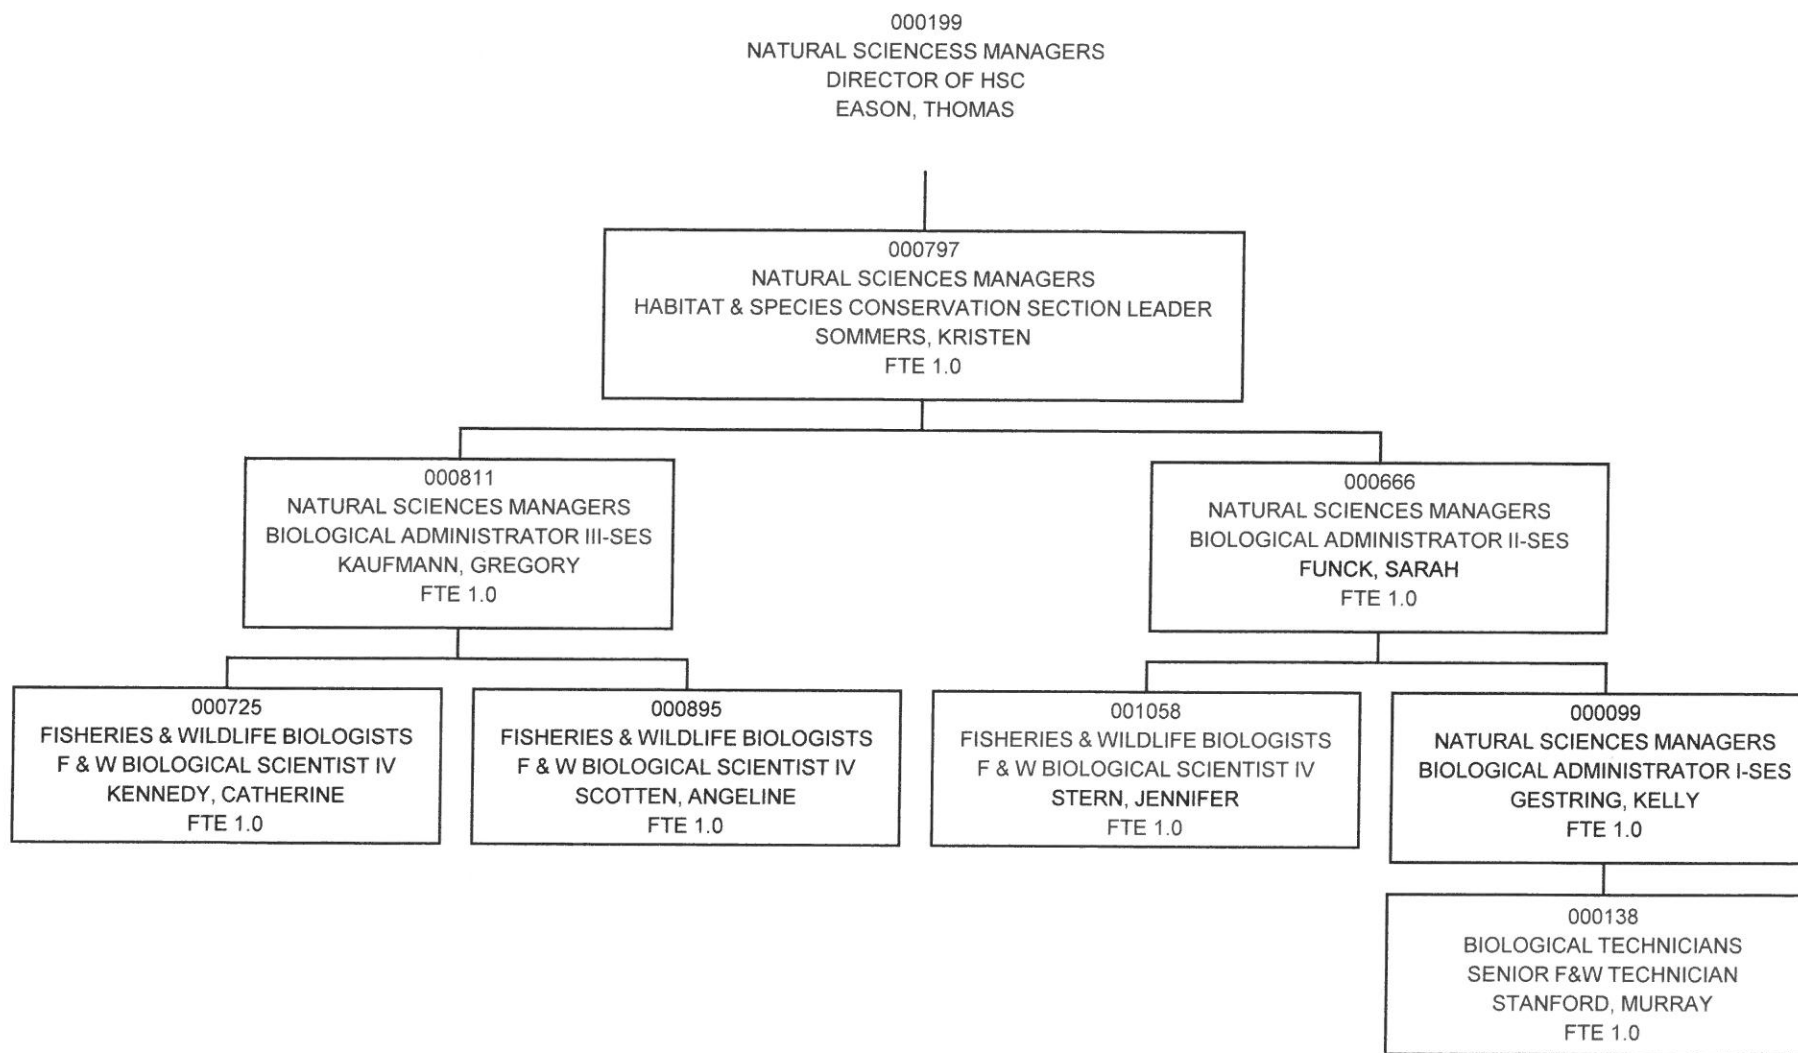 000199
NATURAL SCIENCESS MANAGERS
DIRECTOR OF HSC
EASON, THOMAS
000797
NATURAL SCIENCES MANAGERS
HABITAT & SPECIES CONSERVATION SECTION LEADER
SOMMERS, KRISTEN
FTE 1.0
000811
NATURAL SCIENCES MANAGERS
BIOLOGICAL ADMINISTRATOR III-SES
KAUFMANN, GREGORY
FTE 1.0
000666
NATURAL SCIENCES MANAGERS
BIOLOGICAL ADMINISTRATOR II-SES
FUNCK, SARAH
FTE 1.0
000725
FISHERIES & WILDLIFE BIOLOGISTS
F & W BIOLOGICAL SCIENTIST IV
KENNEDY, CATHERINE
FTE 1.0
000895
FISHERIES & WILDLIFE BIOLOGISTS
F & W BIOLOGICAL SCIENTIST IV
SCOTTEN, ANGELINE
FTE 1.0
001058
FISHERIES & WILDLIFE BIOLOGISTS
F & W BIOLOGICAL SCIENTIST IV
STERN, JENNIFER
FTE 1.0
000099
NATURAL SCIENCES MANAGERS
BIOLOGICAL ADMINISTRATOR I-SES
GESTRING, KELLY
FTE 1.0
000138
BIOLOGICAL TECHNICIANS
SENIOR F&W TECHNICIAN
STANFORD, MURRAY
FTE 1.0